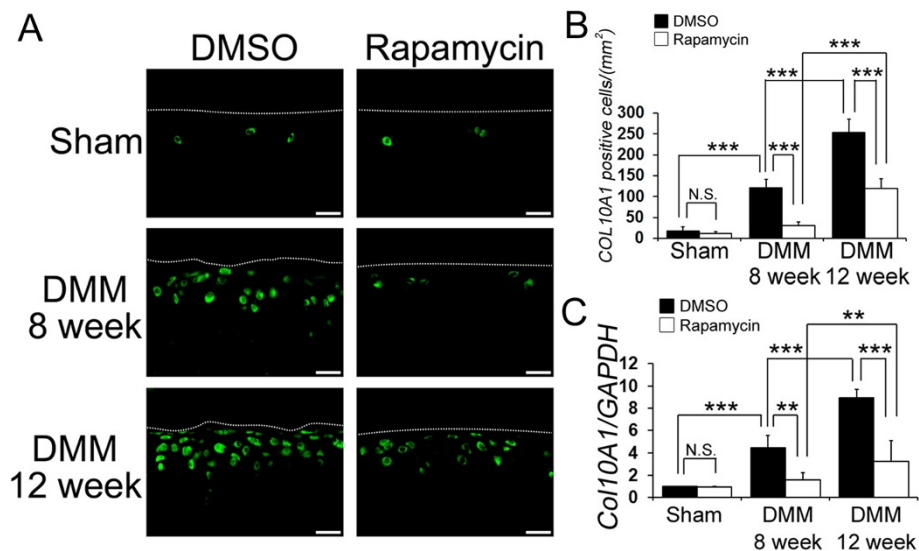 A
DMSO
Rapamycin
Sham
DMM
8 week
DMM
12 week
B
DMSO
Rapamycin
COL10A1 positive cells/(mm²)
300
250
200
150
100
50
0
N.S.
***
***
***
***
***
Sham
DMM
8 week
DMM
12 week
C
DMSO
Rapamycin
Col10A1/GAPDH
12
10
8
6
4
2
0
N.S.
***
**
***
**
***
Sham
DMM
8 week
DMM
12 week